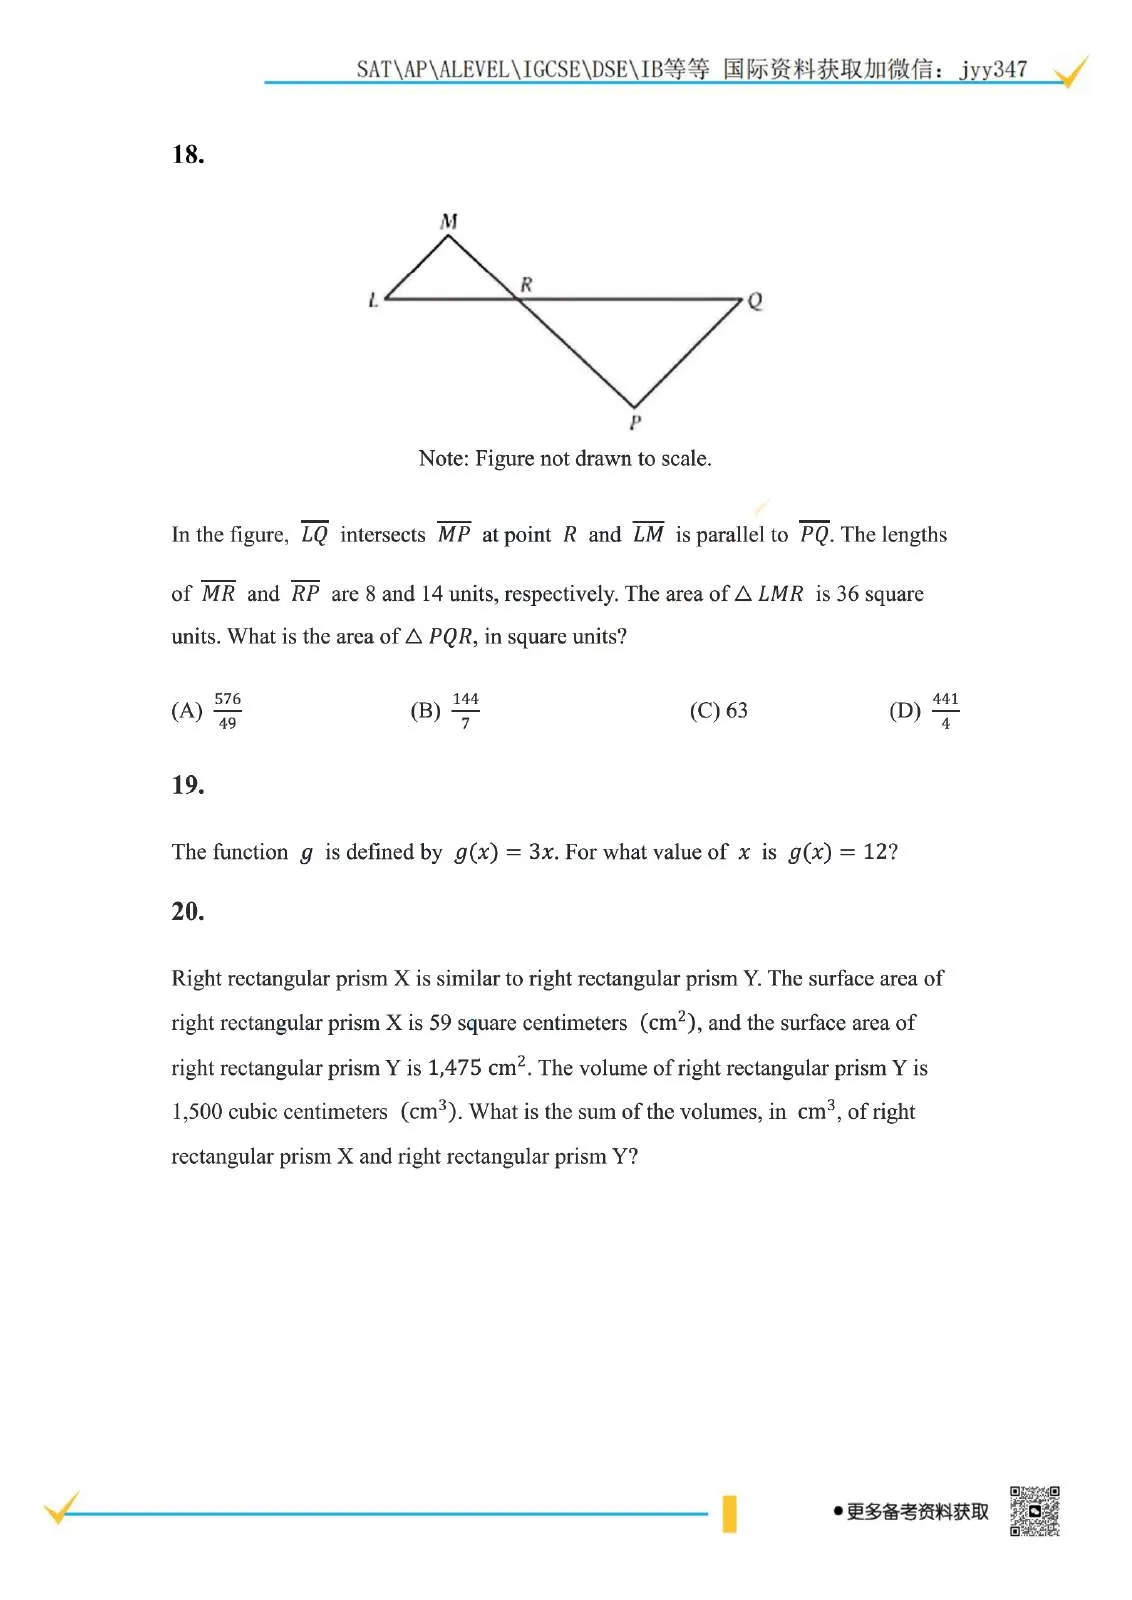 SAT\AP\ALEVEL\IGCSE\DSE\IB等等 国际资料获取加微信：jyy347
18.
M
R
L
Q
P
Note: Figure not drawn to scale.
In the figure, LQ intersects MP at point R and LM is parallel to PQ. The lengths
of MR and RP are 8 and 14 units, respectively. The area of △ LMR is 36 square
units. What is the area of △ PQR, in square units?
(A) 576/49 (B) 144/7 (C) 63 (D) 441/4
19.
The function g is defined by g(x) = 3x. For what value of x is g(x) = 12?
20.
Right rectangular prism X is similar to right rectangular prism Y. The surface area of
right rectangular prism X is 59 square centimeters (cm²), and the surface area of
right rectangular prism Y is 1,475 cm². The volume of right rectangular prism Y is
1,500 cubic centimeters (cm³). What is the sum of the volumes, in cm³, of right
rectangular prism X and right rectangular prism Y?
●更多备考资料获取